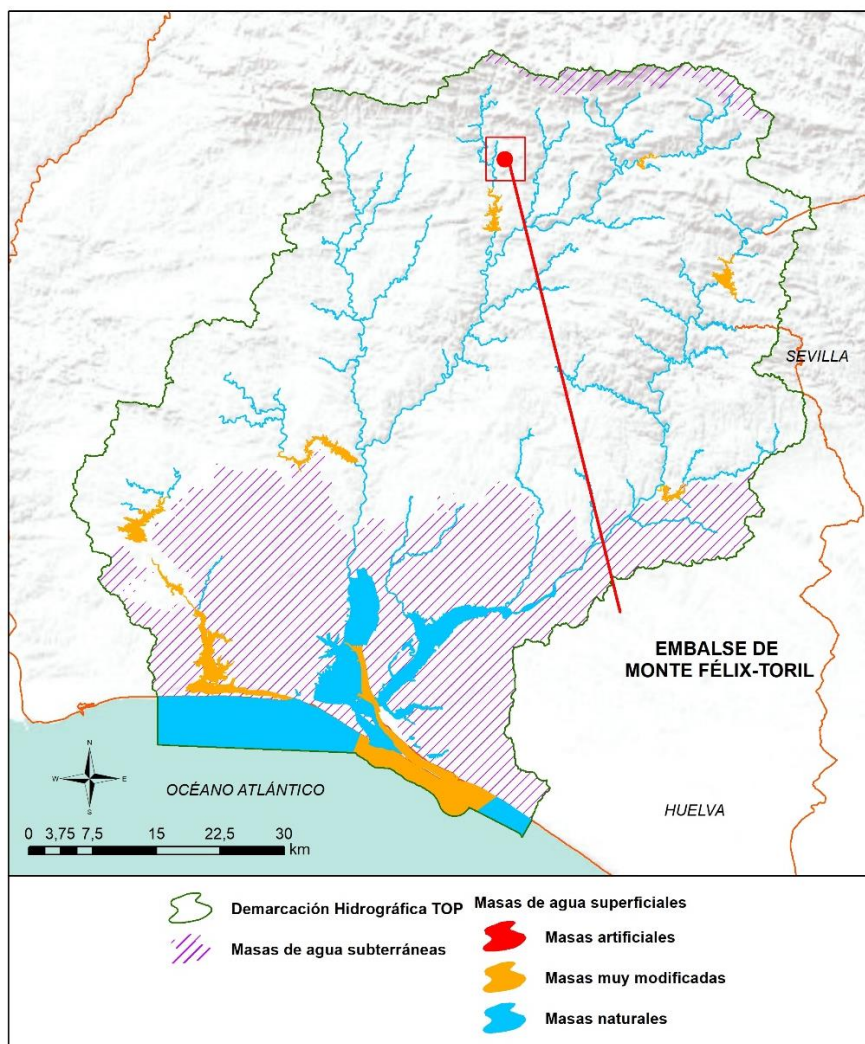 SEVILLA
EMBALSE DE
MONTE FÉLIX-TORIL
N
W E
S
OCÉANO ATLÁNTICO
HUELVA
0 3,75 7,5 15 22,5 30
km
Demarcación Hidrográfica TOP
Masas de agua subterráneas
Masas de agua superficiales
Masas artificiales
Masas muy modificadas
Masas naturales